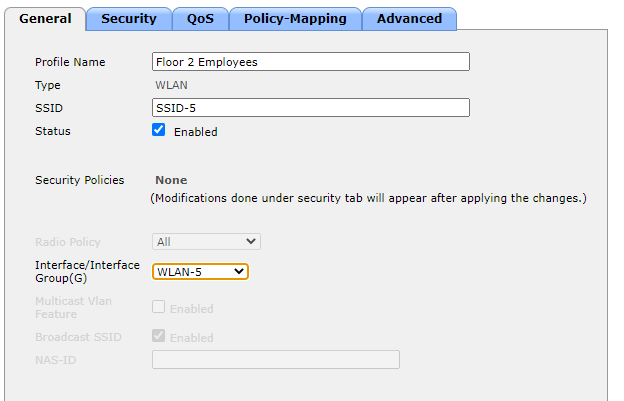 General Security QoS Policy-Mapping Advanced
Profile Name Floor 2 Employees
Type WLAN
SSID SSID-5
Status Enabled
Security Policies None
(Modifications done under security tab will appear after applying the changes.)
Radio Policy All
Interface/Interface
Group(G) WLAN-5
Multicast Vlan
Feature Enabled
Broadcast SSID Enabled
NAS-ID